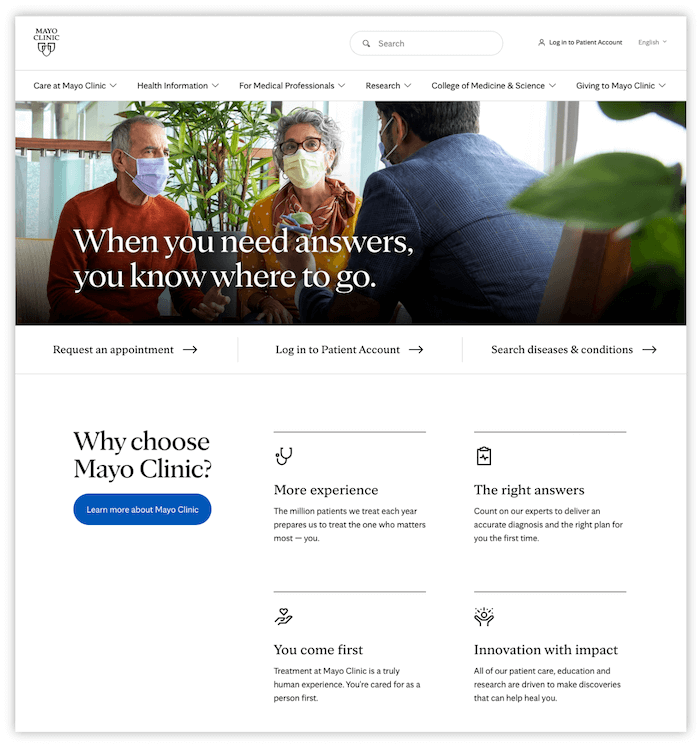 MAYO
CLINIC
Search
Log in to Patient Account
English
Care at Mayo Clinic
Health Information
For Medical Professionals
Research
College of Medicine & Science
Giving to Mayo Clinic
When you need answers,
you know where to go.
Request an appointment
Log in to Patient Account
Search diseases & conditions
Why choose
Mayo Clinic?
Learn more about Mayo Clinic
More experience
The million patients we treat each year
prepares us to treat the one who matters
most — you.
The right answers
Count on our experts to deliver an
accurate diagnosis and the right plan for
you the first time.
You come first
Treatment at Mayo Clinic is a truly
human experience. You're cared for as a
person first.
Innovation with impact
All of our patient care, education and
research are driven to make discoveries
that can help heal you.